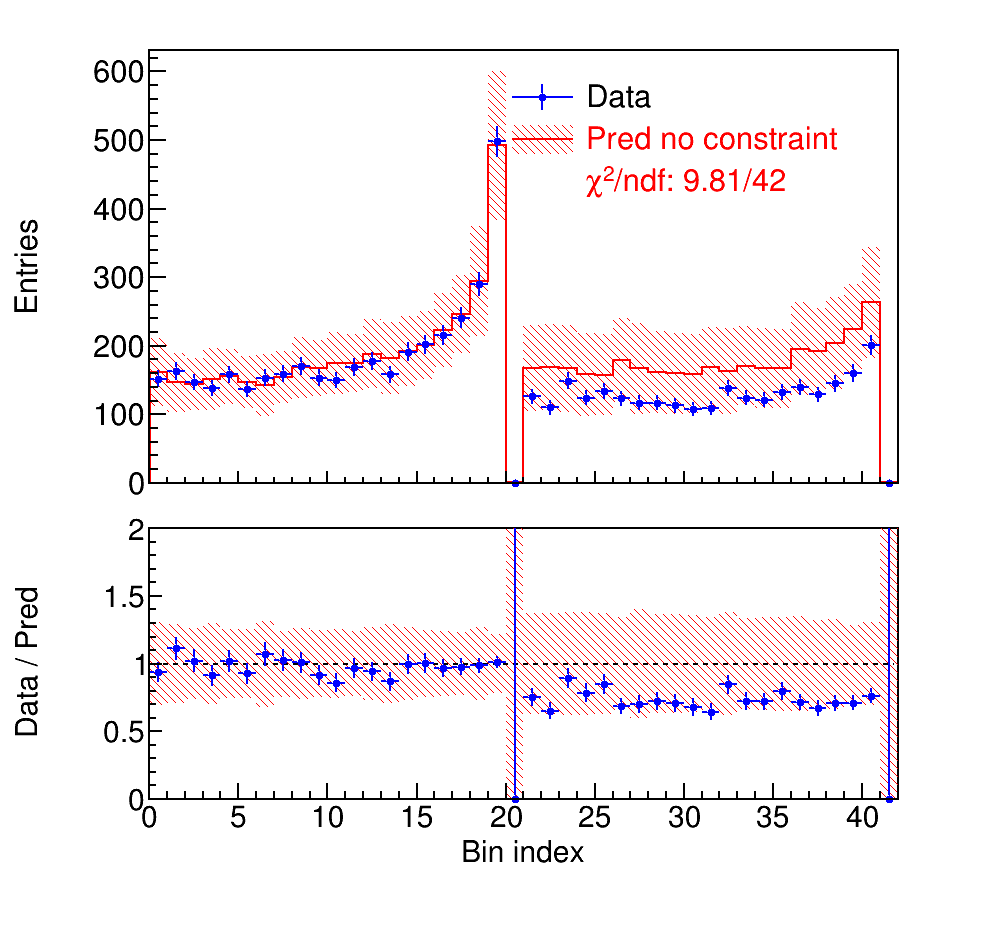 Entries
600
500
400
300
200
100
0
Data
Pred no constraint
χ²/ndf: 9.81/42
Data / Pred
2
1.5
1
0.5
0
0 5 10 15 20 25 30 35 40
Bin index